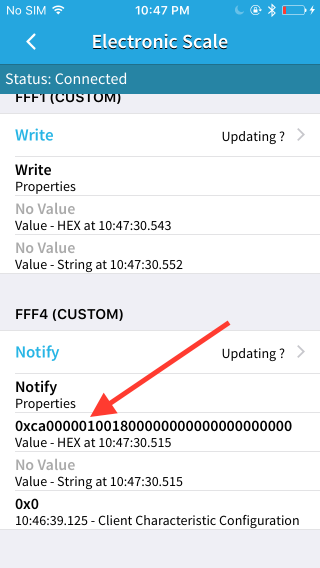 No SIM 10:47 PM
Electronic Scale
Status: Connected
FFF1 (CUSTOM)
Write Updating ?
Write
Properties
No Value
Value - HEX at 10:47:30.543
No Value
Value - String at 10:47:30.552
FFF4 (CUSTOM)
Notify Updating ?
Notify
Properties
0xca00000100180000000000000000000000
Value - HEX at 10:47:30.515
No Value
Value - String at 10:47:30.515
0x0
10:46:39.125 - Client Characteristic Configuration